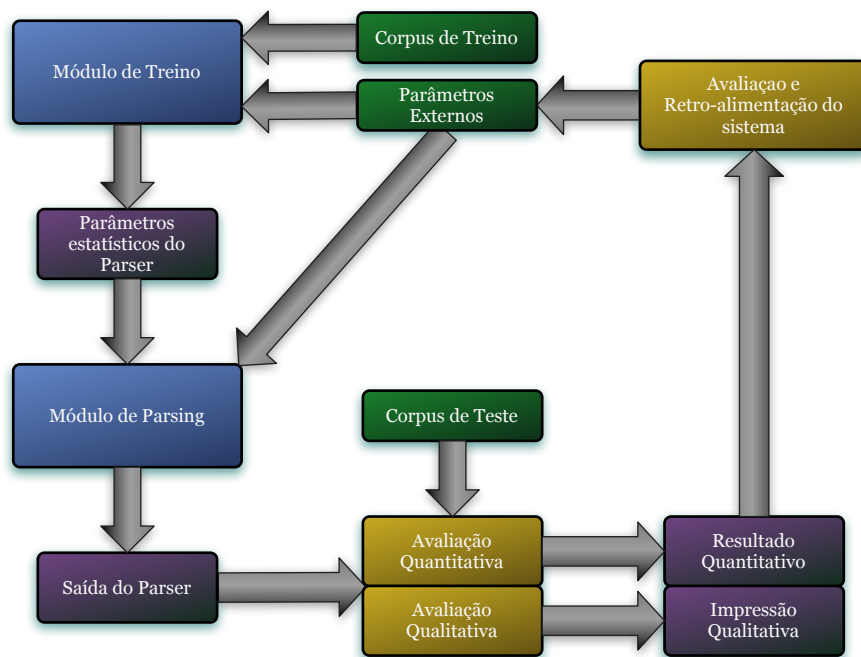 Corpus de Treino
Módulo de Treino
Parâmetros
Externos
Avaliaçao e
Retro-alimentação do
sistema
Parâmetros
estatísticos do
Parser
Módulo de Parsing
Corpus de Teste
Avaliação
Quantitativa
Resultado
Quantitativo
Saída do Parser
Avaliação
Qualitativa
Impressão
Qualitativa